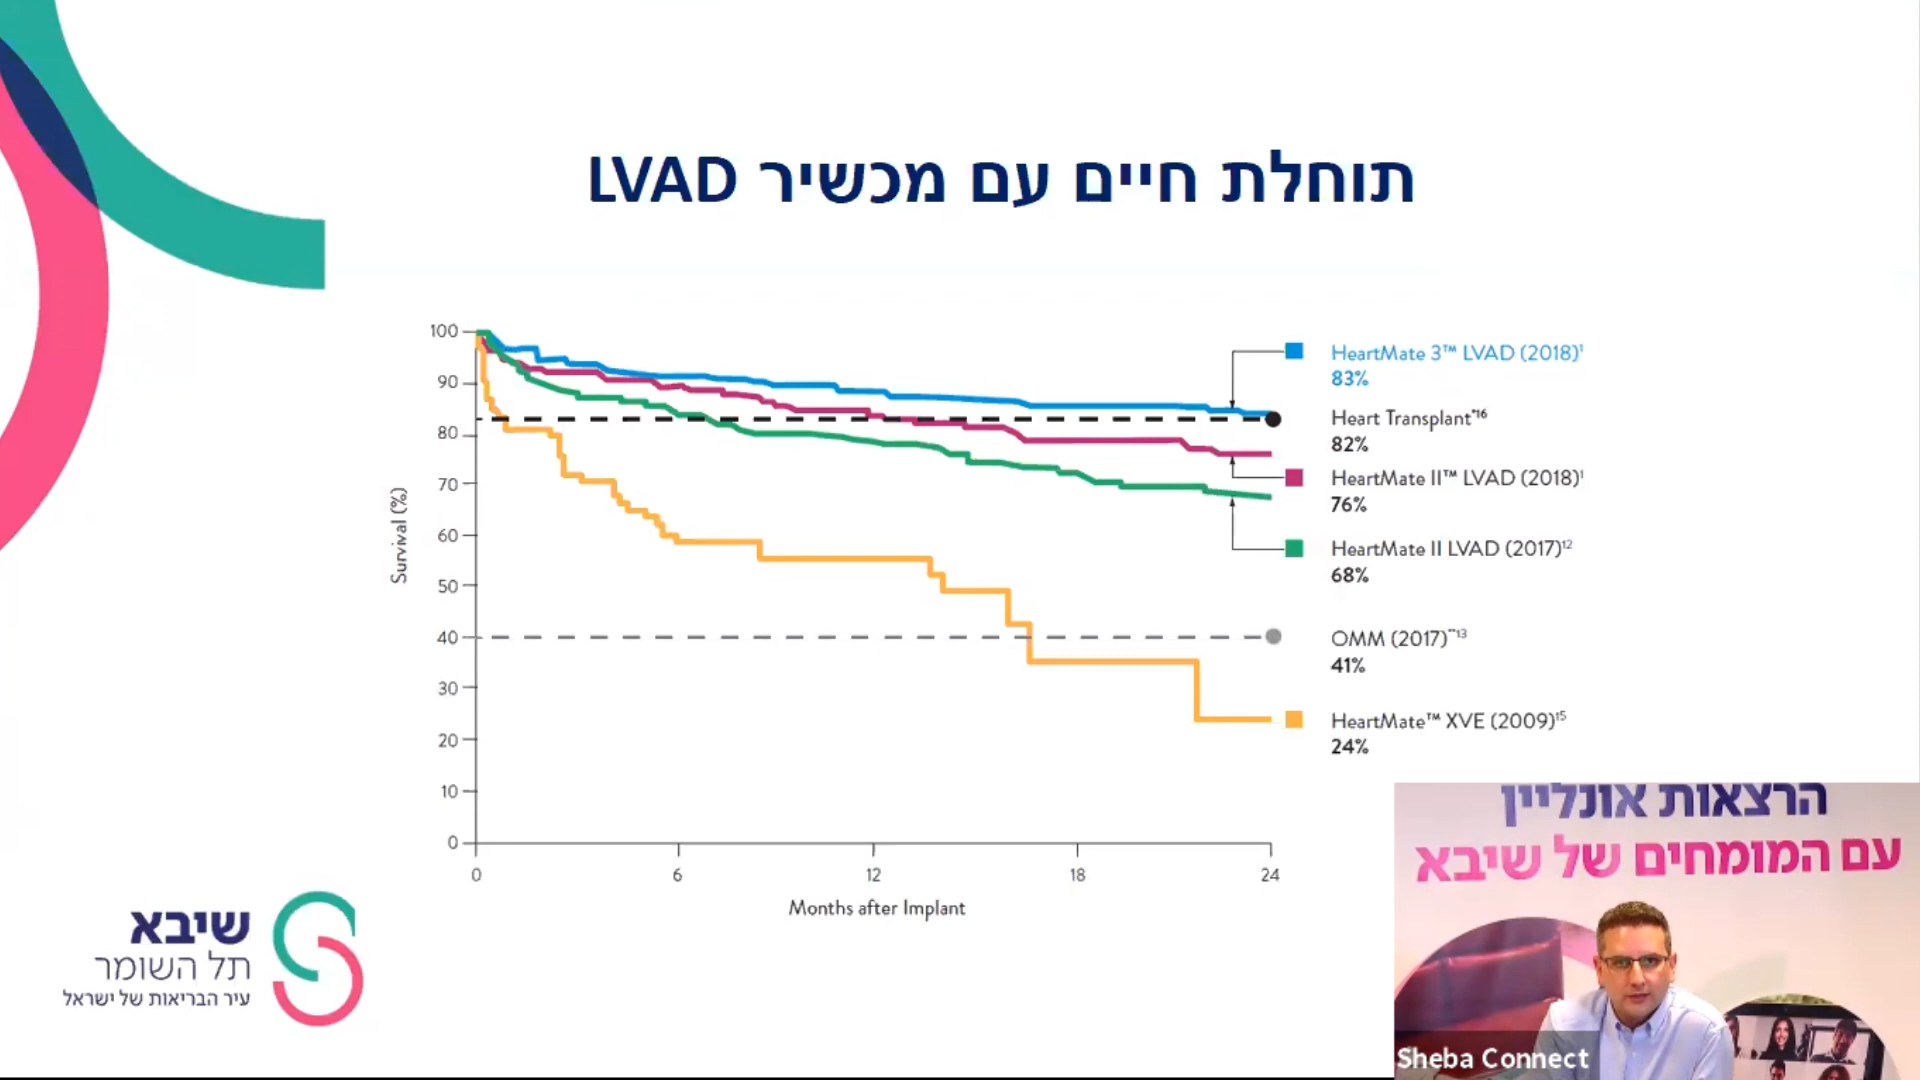 תוחלת חיים עם מכשיר LVAD
100
90
80
70
60
50
40
30
20
10
0
Survival (%)
0 6 12 18 24
Months after Implant
HeartMate 3™ LVAD (2018)¹
83%
Heart Transplant*¹⁶
82%
HeartMate II™ LVAD (2018)¹
76%
HeartMate II LVAD (2017)¹²
68%
OMM (2017)**¹³
41%
HeartMate™ XVE (2009)¹⁵
24%
שיבא
תל השומר
עיר הבריאות של ישראל
הרצאות אונליין
עם המומחים של שיבא
Sheba Connect